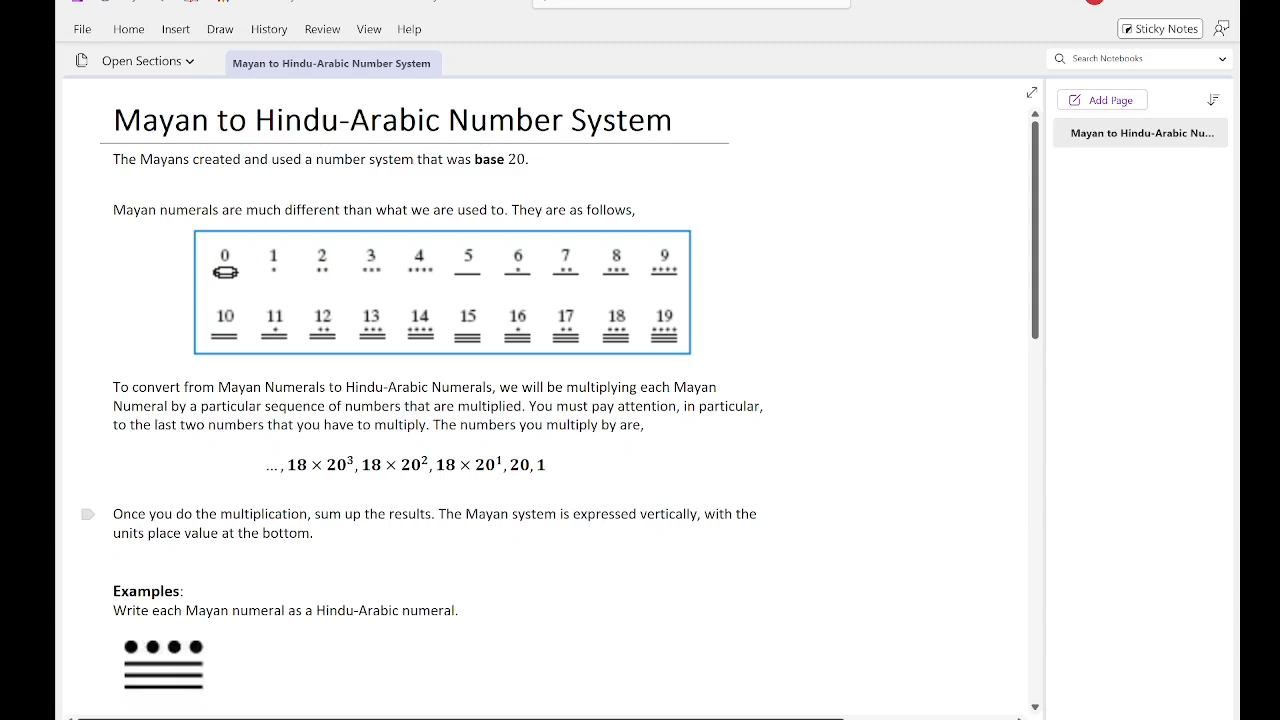 File Home Insert Draw History Review View Help Sticky Notes
Open Sections Mayan to Hindu-Arabic Number System Search Notebooks
Add Page
Mayan to Hindu-Arabic Nu...
Mayan to Hindu-Arabic Number System
The Mayans created and used a number system that was base 20.
Mayan numerals are much different than what we are used to. They are as follows,
0 1 2 3 4 5 6 7 8 9
10 11 12 13 14 15 16 17 18 19
To convert from Mayan Numerals to Hindu-Arabic Numerals, we will be multiplying each Mayan
Numeral by a particular sequence of numbers that are multiplied. You must pay attention, in particular,
to the last two numbers that you have to multiply. The numbers you multiply by are,
..., 18 × 20³, 18 × 20², 18 × 20¹, 20, 1
Once you do the multiplication, sum up the results. The Mayan system is expressed vertically, with the
units place value at the bottom.
Examples:
Write each Mayan numeral as a Hindu-Arabic numeral.